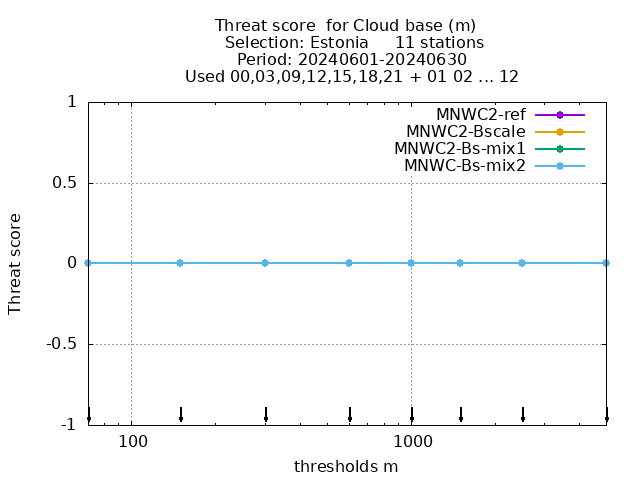 Threat score  for Cloud base (m)
Selection: Estonia     11 stations
Period: 20240601-20240630
Used 00,03,09,12,15,18,21 + 01 02 ... 12
MNWC2-ref
MNWC2-Bscale
MNWC2-Bs-mix1
MNWC-Bs-mix2
1
0.5
0
-0.5
-1
Threat score
100
1000
thresholds m